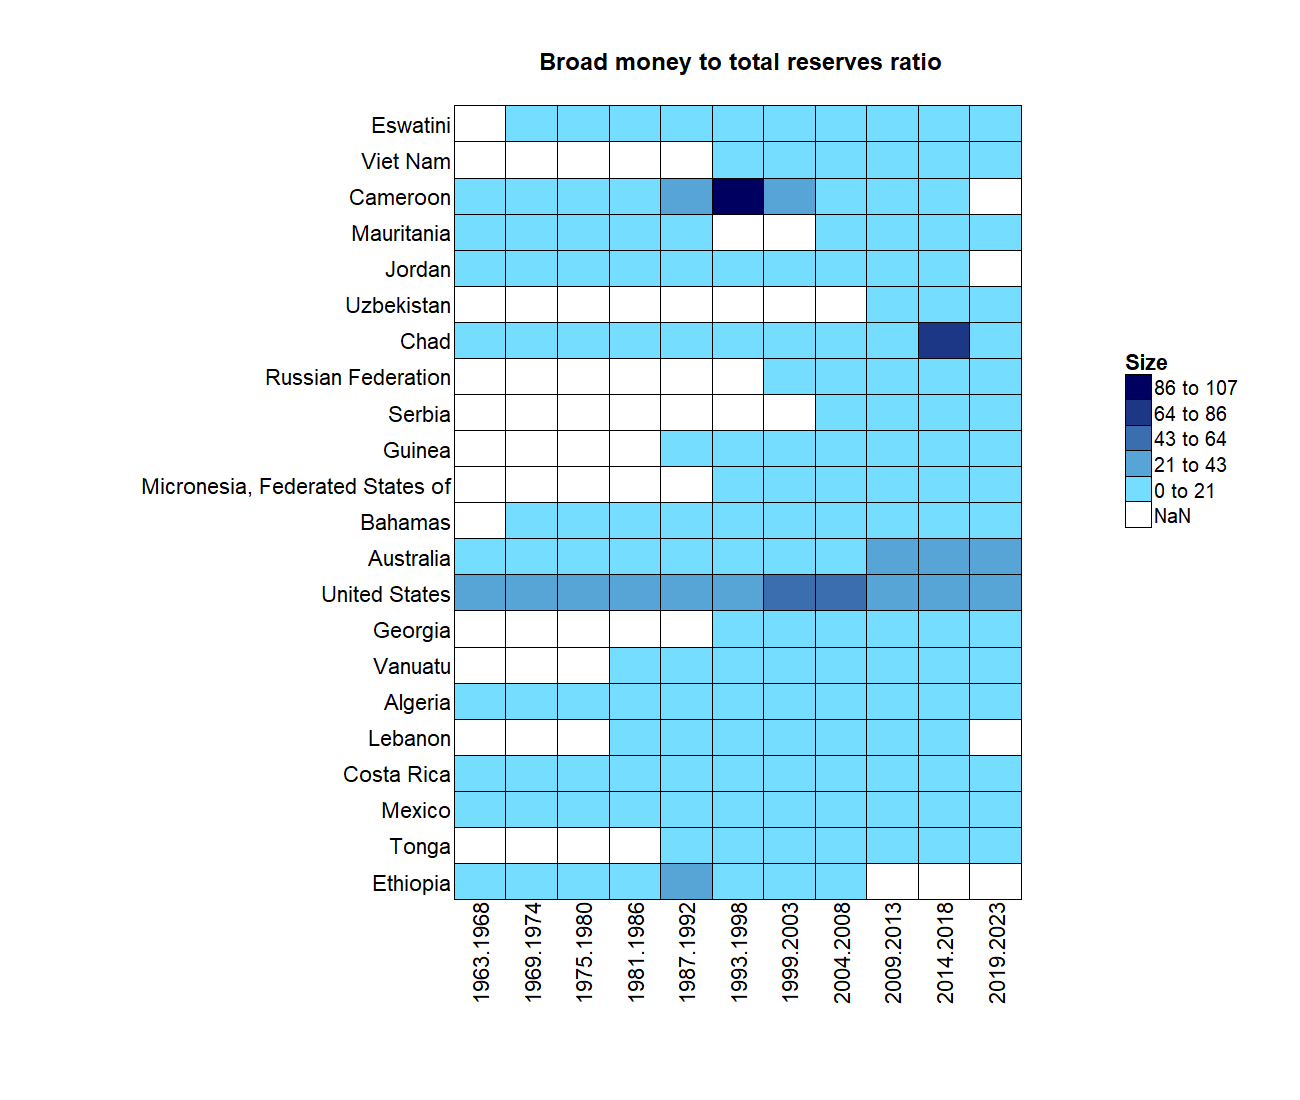 Broad money to total reserves ratio
Eswatini
Viet Nam
Cameroon
Mauritania
Jordan
Uzbekistan
Chad
Russian Federation
Serbia
Guinea
Micronesia, Federated States of
Bahamas
Australia
United States
Georgia
Vanuatu
Algeria
Lebanon
Costa Rica
Mexico
Tonga
Ethiopia
1963.1968
1969.1974
1975.1980
1981.1986
1987.1992
1993.1998
1999.2003
2004.2008
2009.2013
2014.2018
2019.2023
Size
86 to 107
64 to 86
43 to 64
21 to 43
0 to 21
NaN